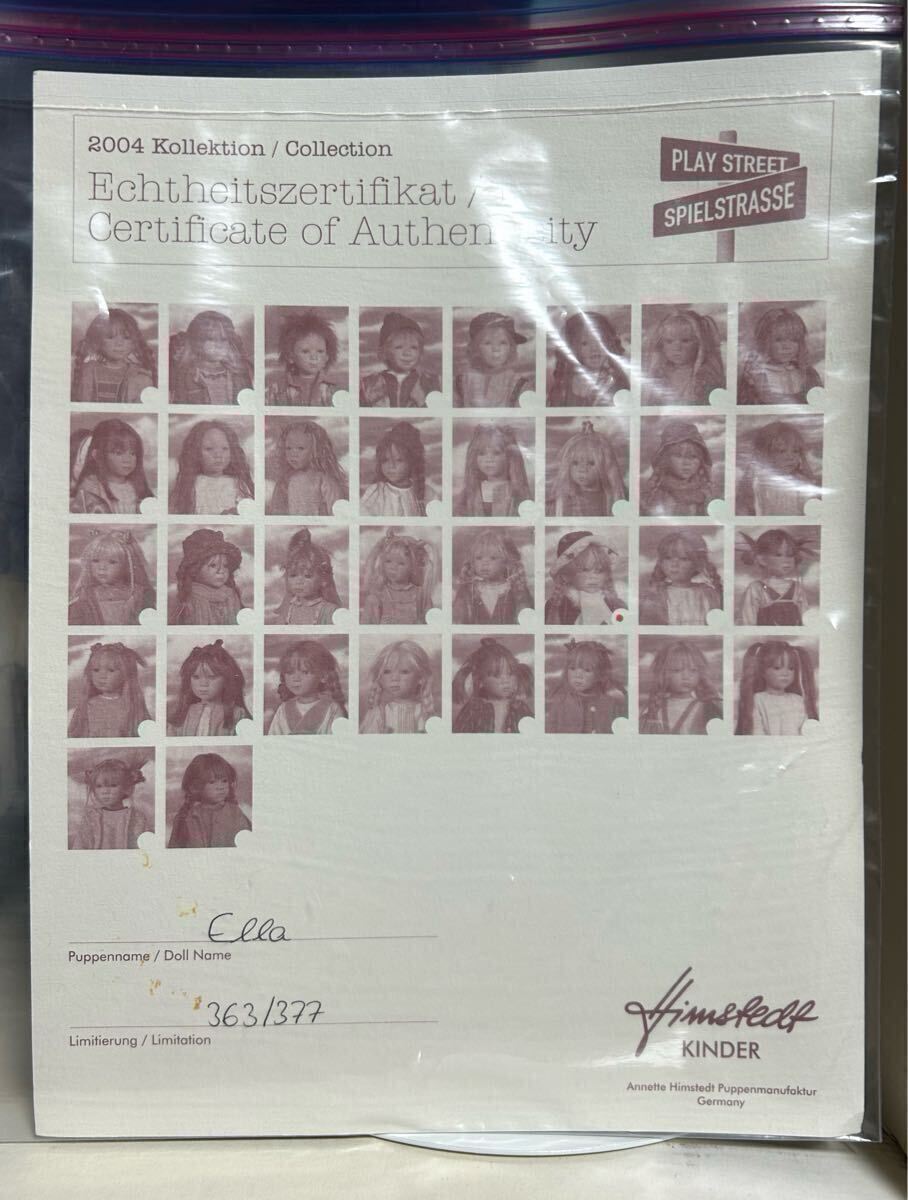 2004 Kollektion / Collection
Echtheitszertifikat /
Certificate of Authenticity
PLAY STREET
SPIELSTRASSE
Ella
Puppenname / Doll Name
363/377
Limitierung / Limitation
Himstedt
KINDER
Annette Himstedt Puppenmanufaktur
Germany